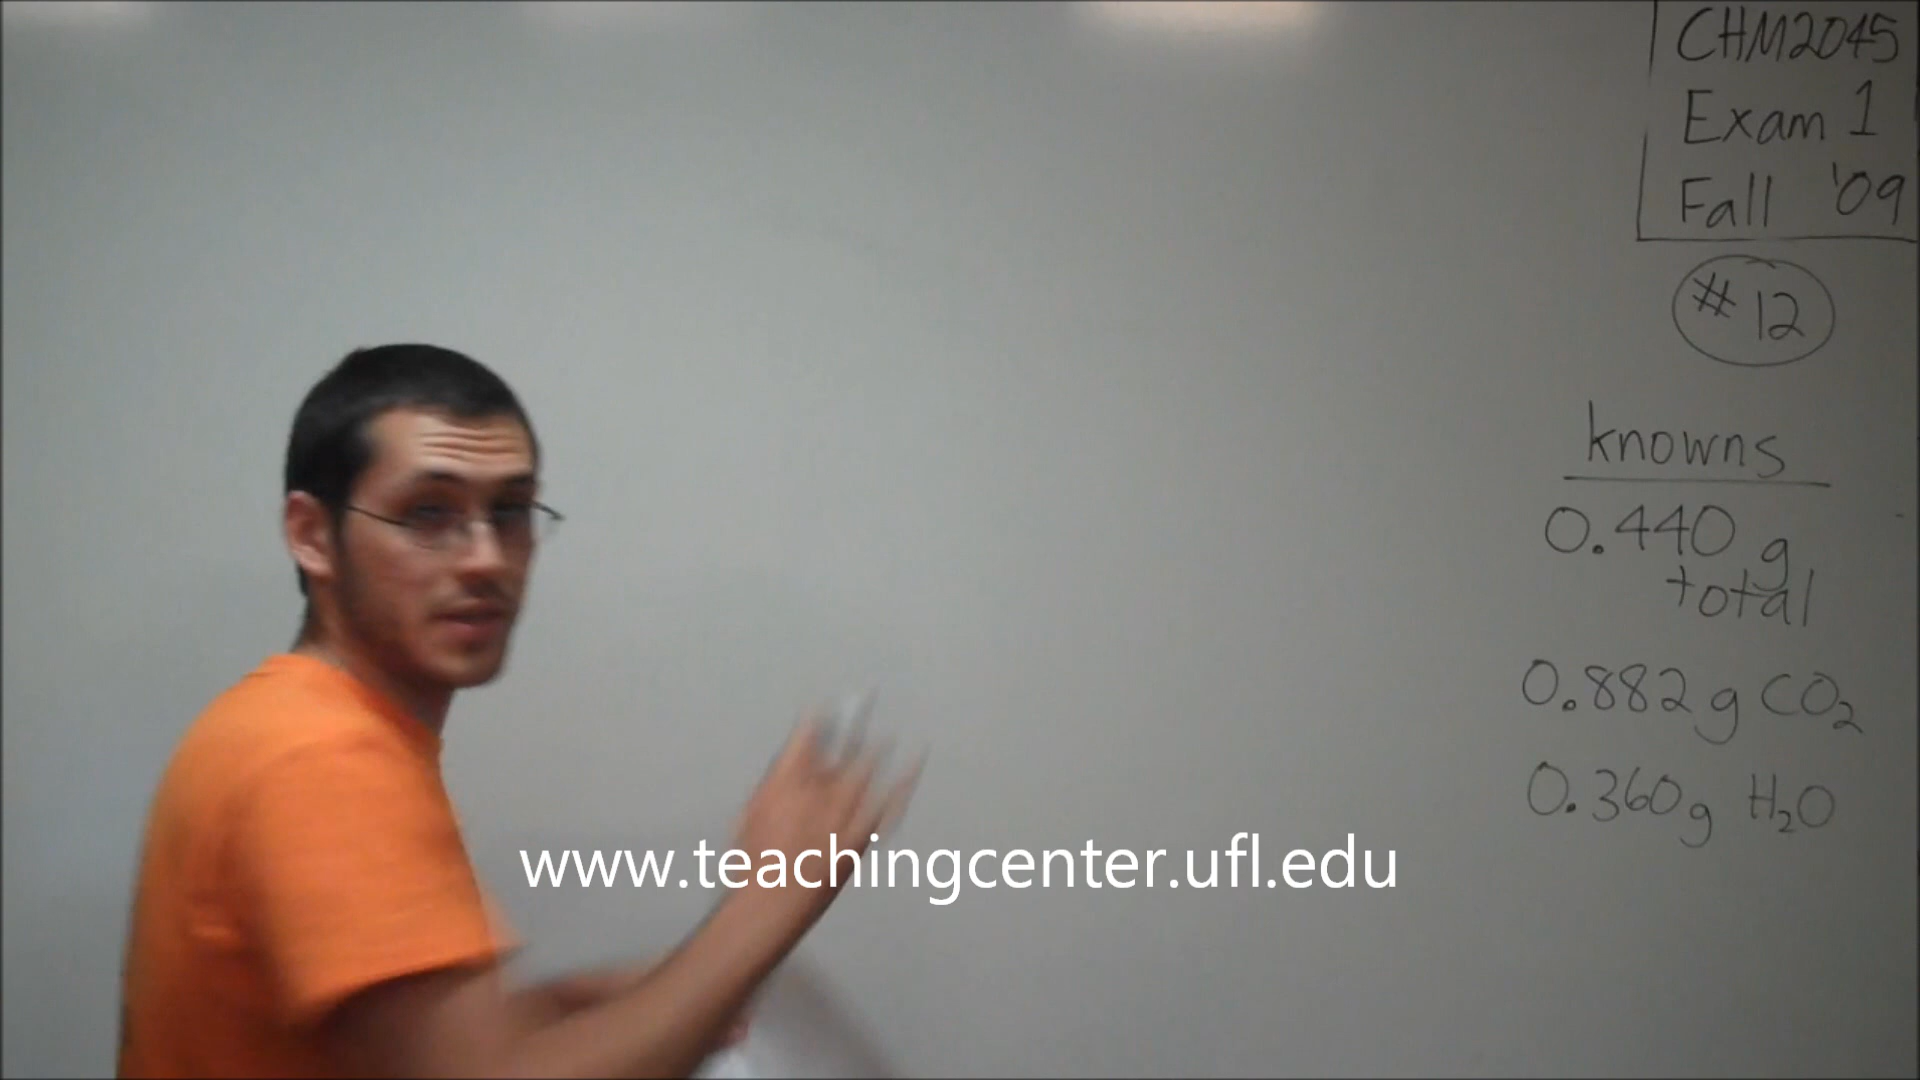 CHM2045
Exam 1
Fall '09
#12
knowns
0.440 g
total
0.882 g CO₂
0.360g H₂O
www.teachingcenter.ufl.edu